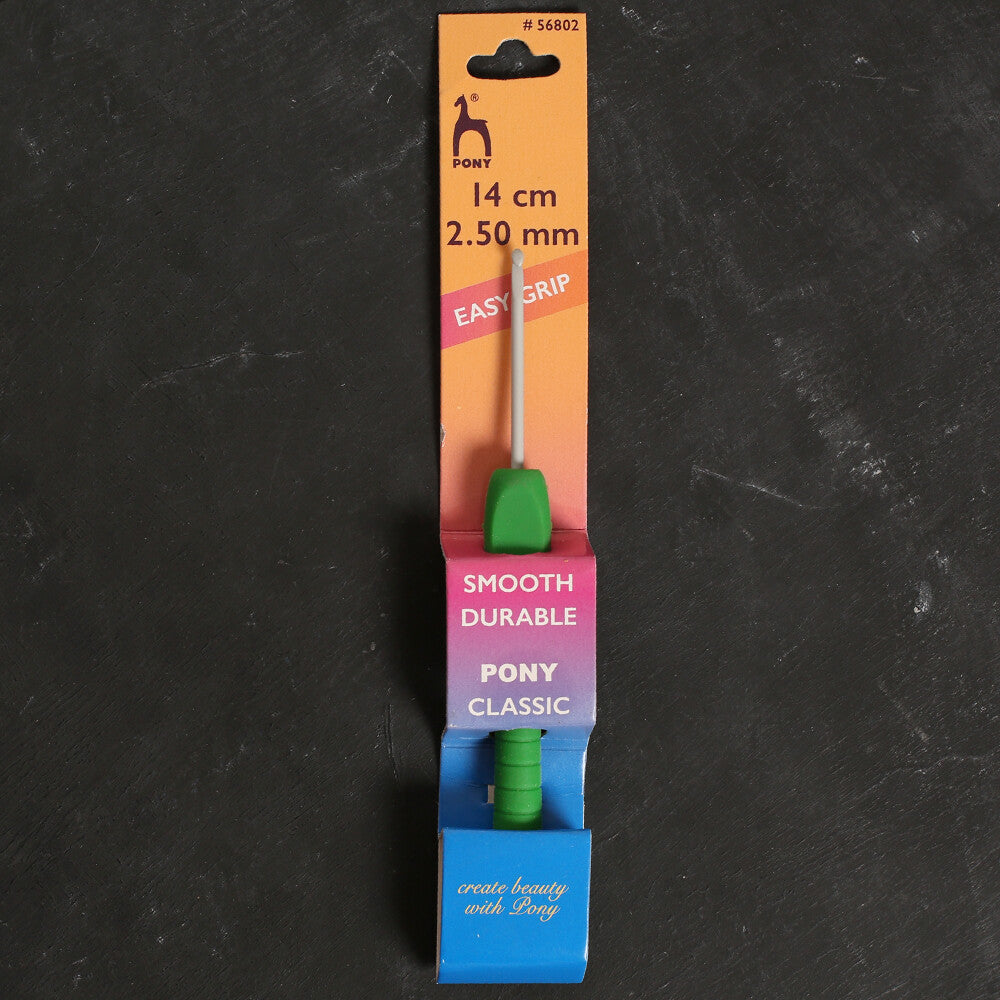 # 56802
®
PONY
14 cm
2.50 mm
EASY GRIP
SMOOTH
DURABLE
PONY
CLASSIC
create beauty
with Pony